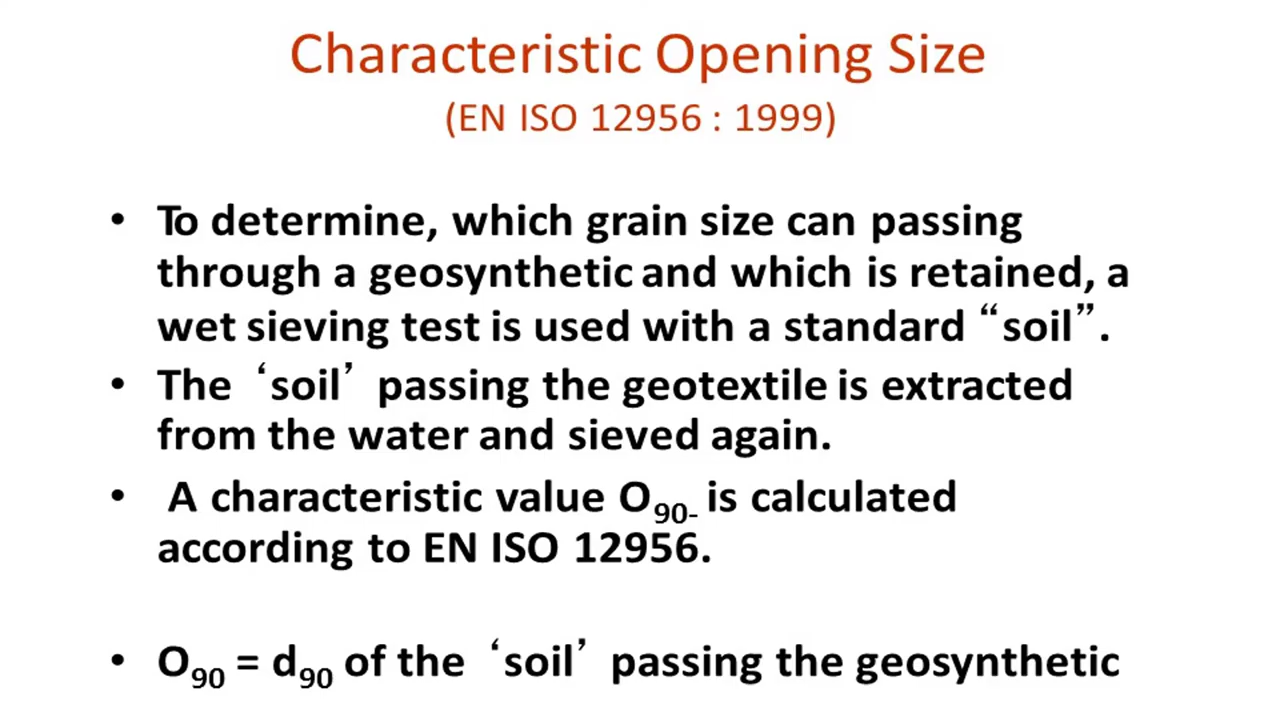 Characteristic Opening Size
(EN ISO 12956 : 1999)
• To determine, which grain size can passing
through a geosynthetic and which is retained, a
wet sieving test is used with a standard “soil”.
• The ‘soil’ passing the geotextile is extracted
from the water and sieved again.
• A characteristic value O90- is calculated
according to EN ISO 12956.
• O90 = d90 of the ‘soil’ passing the geosynthetic